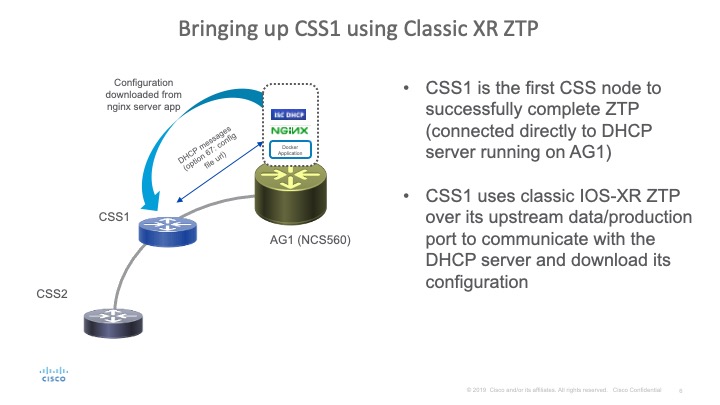 Bringing up CSS1 using Classic XR ZTP
Configuration
downloaded from
nginx server app
ISC DHCP
NGINX
Docker
Application
DHCP messages
(option 67: config
file url)
CSS1
AG1 (NCS560)
CSS2
• CSS1 is the first CSS node to
successfully complete ZTP
(connected directly to DHCP
server running on AG1)
• CSS1 uses classic IOS-XR ZTP
over its upstream data/production
port to communicate with the
DHCP server and download its
configuration
CISCO
© 2019 Cisco and/or its affiliates. All rights reserved. Cisco Confidential
6